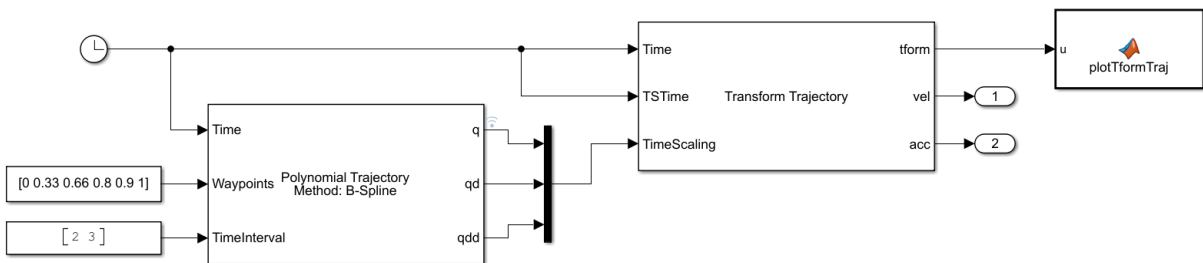 Time
tform
u
plotTformTraj
TSTime
Transform Trajectory
vel
1
Time
q
TimeScaling
acc
2
[0 0.33 0.66 0.8 0.9 1]
Waypoints
Polynomial Trajectory
Method: B-Spline
qd
[ 2 3 ]
TimeInterval
qdd